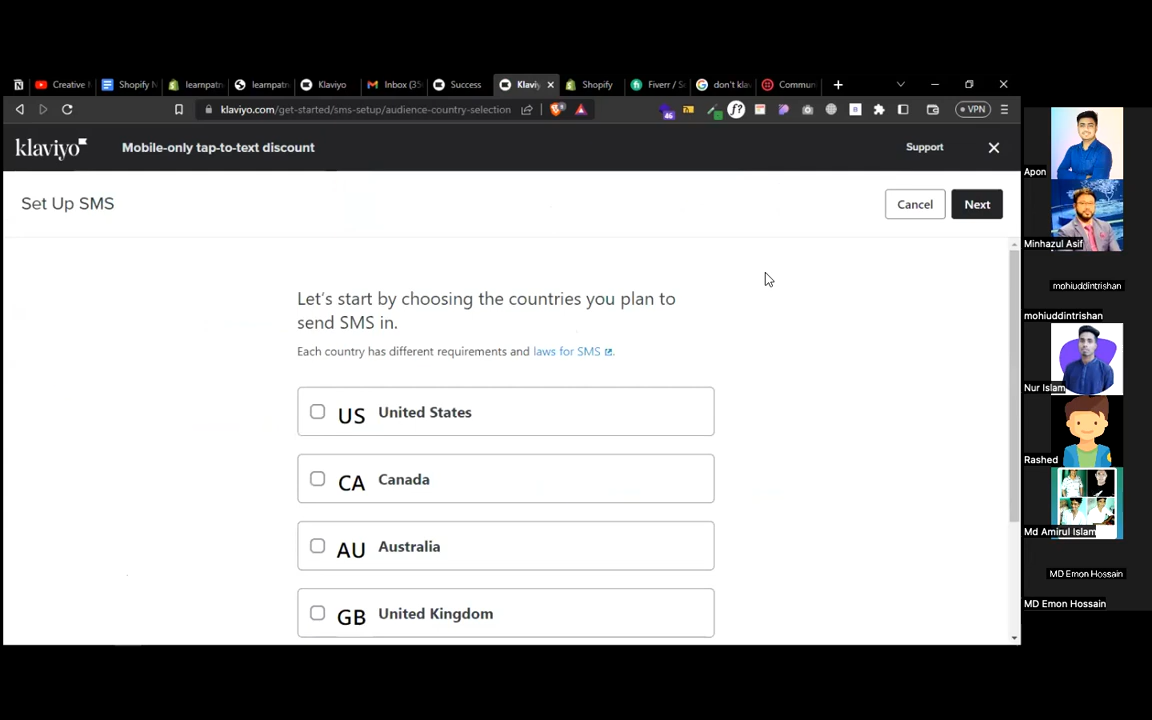 Creative
Shopify N
learnpatr
learnpatr
Klaviyo
Inbox (35
Success
Klaviy
Shopify
Fiverr / S
don't klav
Commun
klaviyo.com/get-started/sms-setup/audience-country-selection
46
f?
VPN
klaviyo
Mobile-only tap-to-text discount
Support
Set Up SMS
Cancel
Next
Let's start by choosing the countries you plan to
send SMS in.
Each country has different requirements and laws for SMS.
US United States
CA Canada
AU Australia
GB United Kingdom
Apon
Minhazul Asif
mohiuddintrishan
mohiuddintrishan
Nur Islam
Rashed
Md Amirul Islam
MD Emon Hossain
MD Emon Hossain